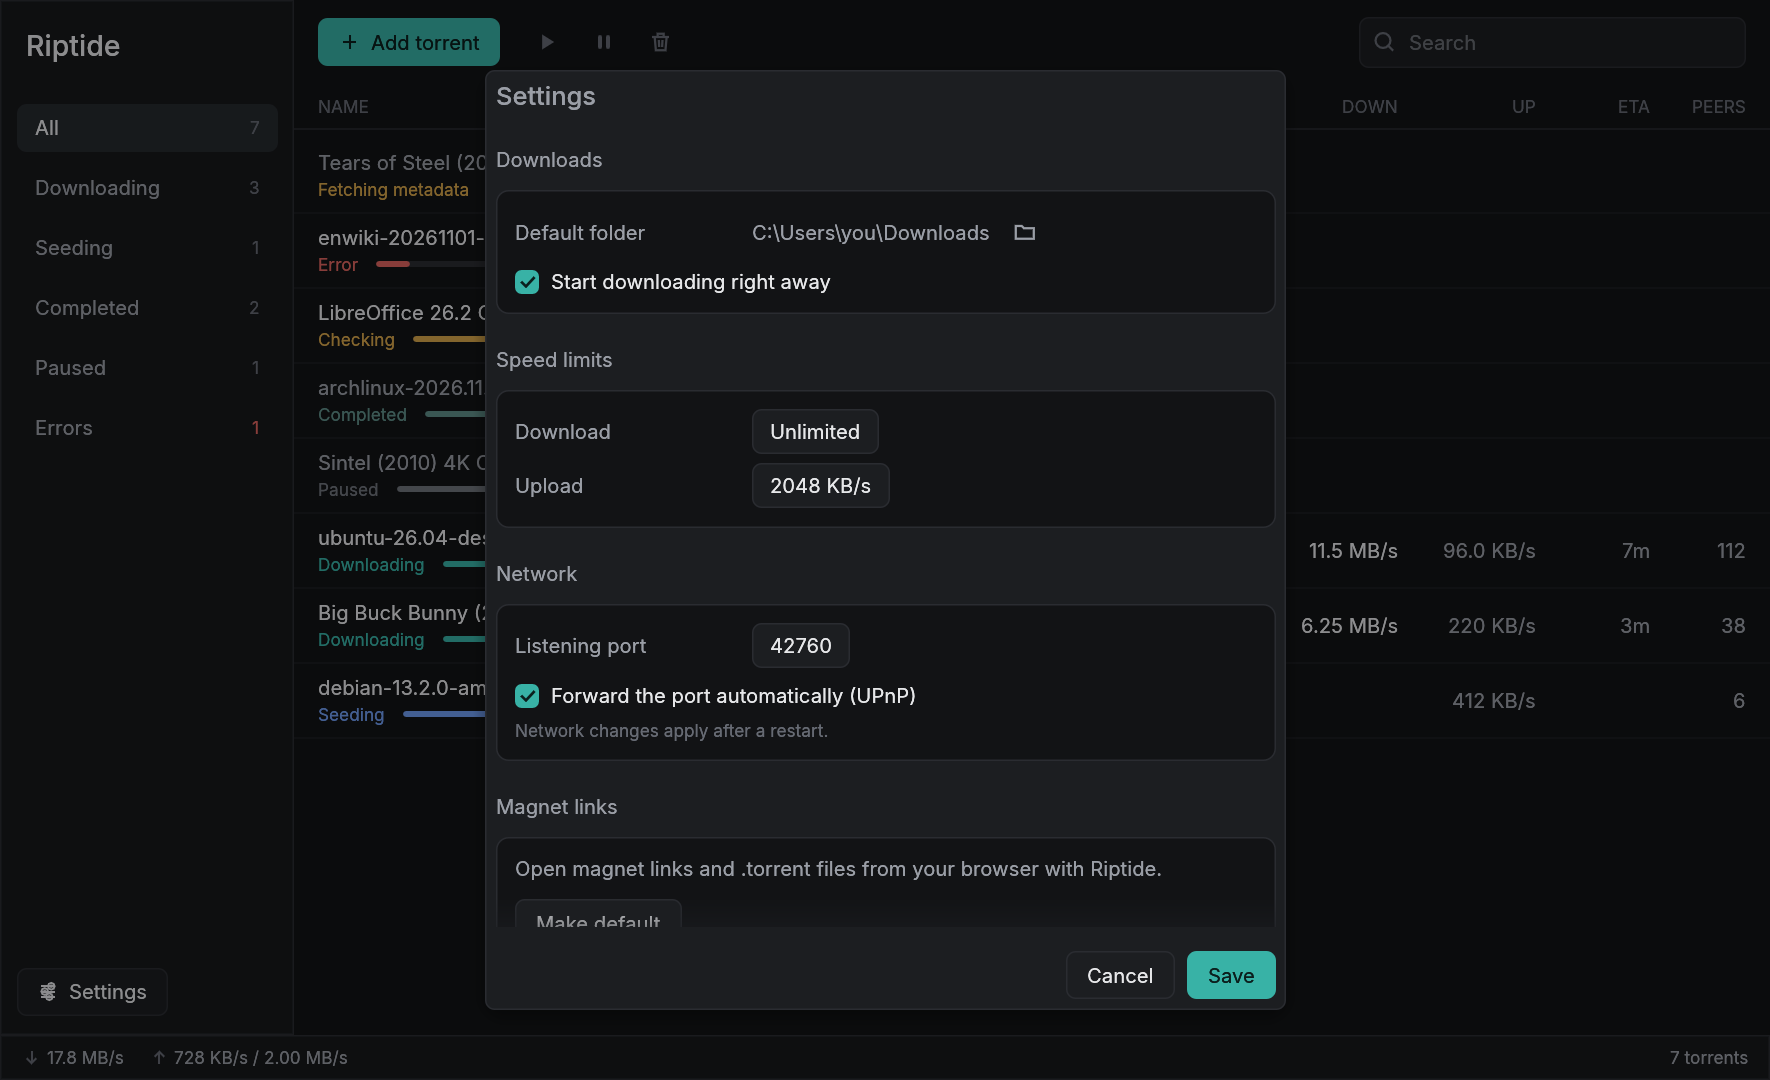 Riptide
All 7
Downloading 3
Seeding 1
Completed 2
Paused 1
Errors 1
Settings
+ Add torrent
Search
NAME DOWN UP ETA PEERS
Tears of Steel (20
Fetching metadata
enwiki-20261101-
Error
LibreOffice 26.2
Checking
archlinux-2026.11
Completed
Sintel (2010) 4K
Paused
ubuntu-26.04-des
Downloading
11.5 MB/s 96.0 KB/s 7m 112
Big Buck Bunny (2
Downloading
6.25 MB/s 220 KB/s 3m 38
debian-13.2.0-am
Seeding
412 KB/s 6
Settings
Downloads
Default folder C:\Users\you\Downloads
Start downloading right away
Speed limits
Download Unlimited
Upload 2048 KB/s
Network
Listening port 42760
Forward the port automatically (UPnP)
Network changes apply after a restart.
Magnet links
Open magnet links and .torrent files from your browser with Riptide.
Make default
Cancel Save
↓ 17.8 MB/s ↑ 728 KB/s / 2.00 MB/s
7 torrents